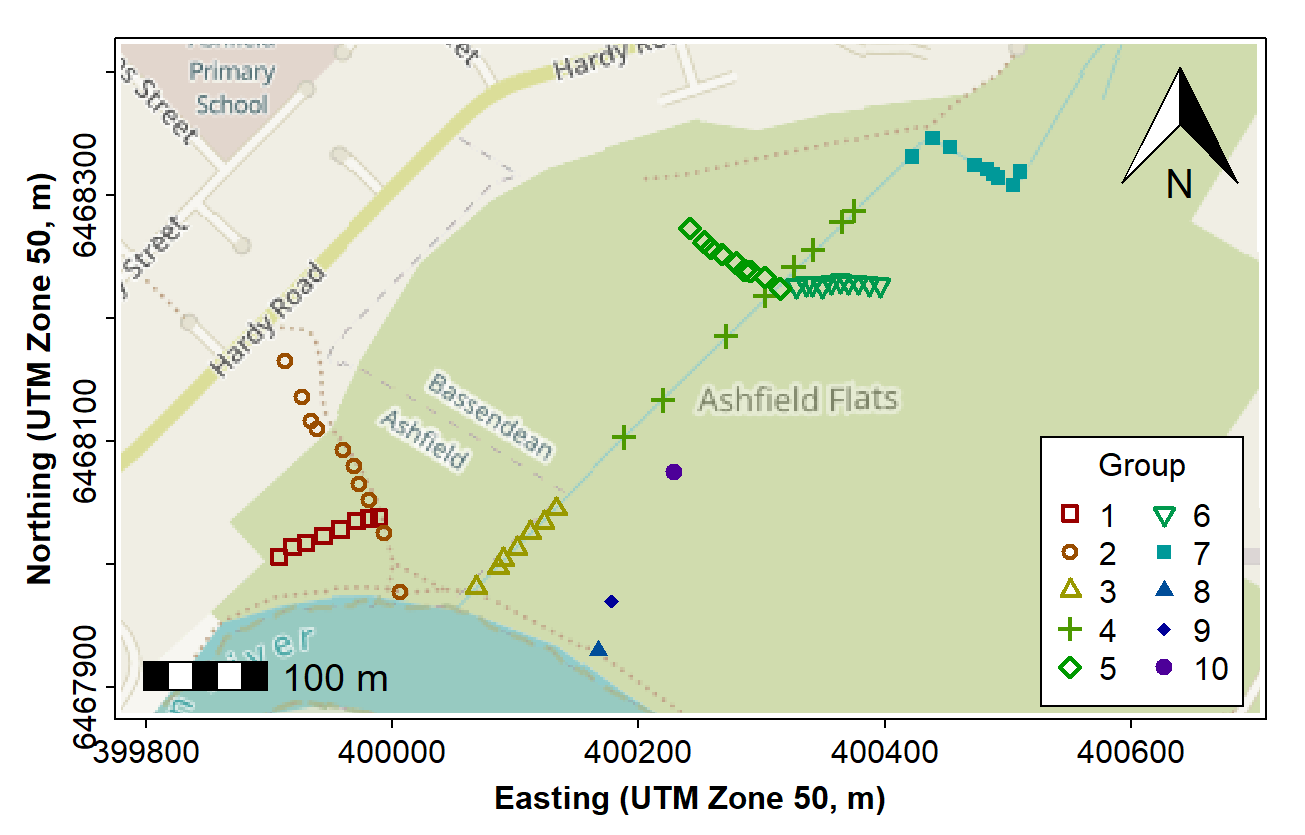 Primary
School
Street
Hardy
Street
Hardy Road
Bassendean
Ashfield
Ashfield Flats
N
100 m
Group
1
2
3
4
5
6
7
8
9
10
6468300
6468100
6467900
Northing (UTM Zone 50, m)
399800
400000
400200
400400
400600
Easting (UTM Zone 50, m)